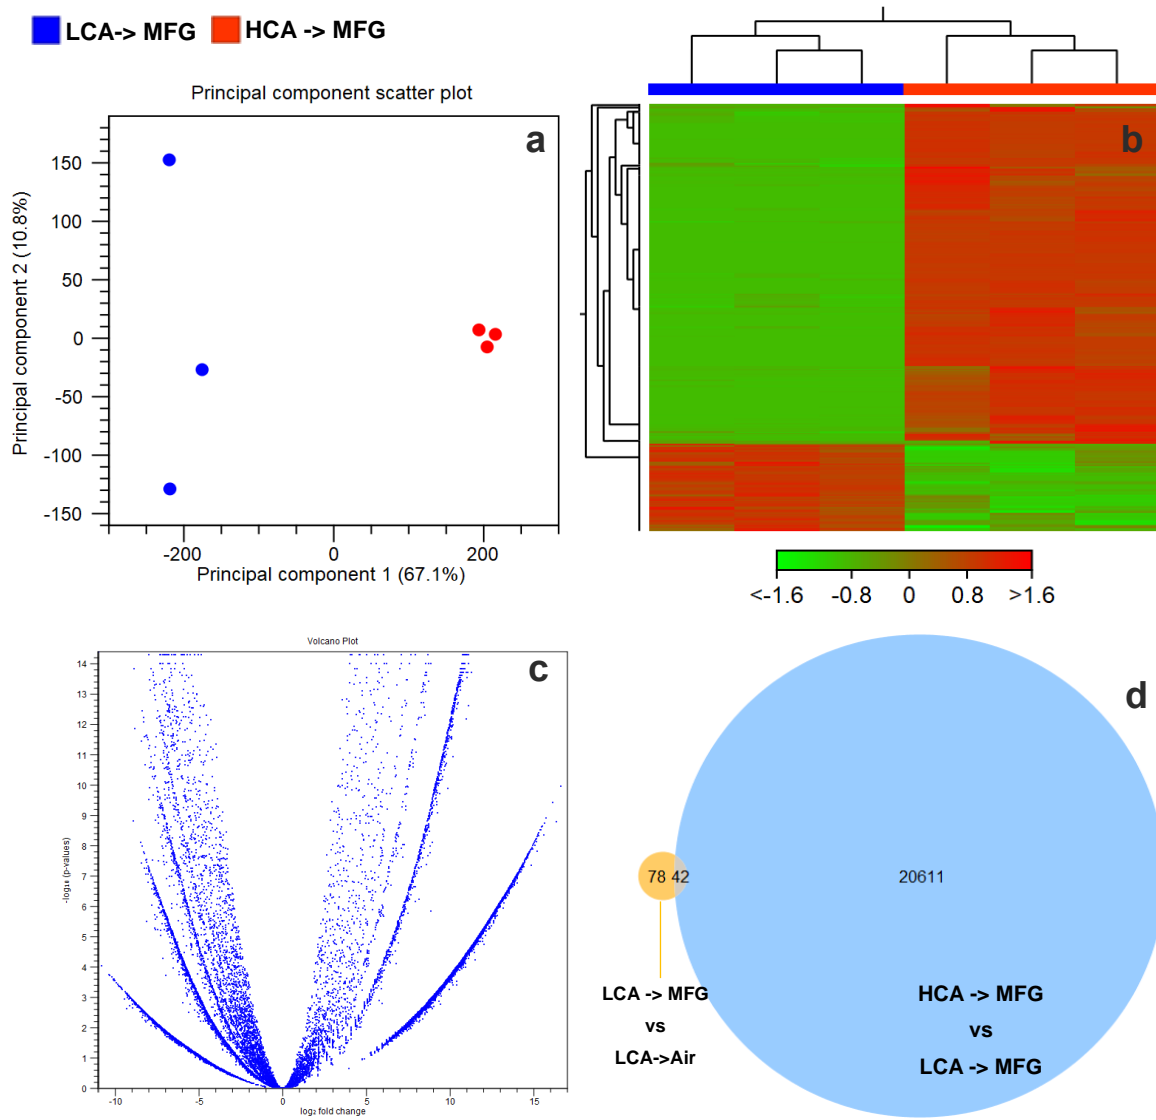 LCA-> MFG HCA -> MFG
Principal component scatter plot
a
Principal component 2 (10.8%)
150
100
50
0
-50
-100
-150
-200 0 200
Principal component 1 (67.1%)
b
<-1.6 -0.8 0 0.8 >1.6
Volcano Plot
c
-log₁₀ (p-values)
14
13
12
11
10
9
8
7
6
5
4
3
2
1
0
-10 -5 0 5 10 15
log₂ fold change
d
78 42 20611
LCA -> MFG
vs
LCA->Air
HCA -> MFG
vs
LCA -> MFG